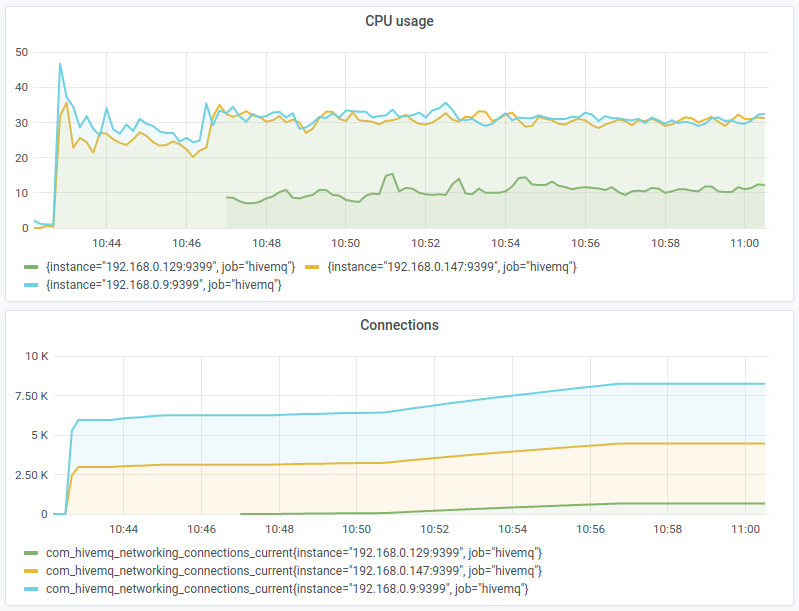 CPU usage
50
40
30
20
10
0
10:44 10:46 10:48 10:50 10:52 10:54 10:56 10:58 11:00
{instance="192.168.0.129:9399", job="hivemq"} {instance="192.168.0.147:9399", job="hivemq"}
{instance="192.168.0.9:9399", job="hivemq"}
Connections
10 K
7.50 K
5 K
2.50 K
0
10:44 10:46 10:48 10:50 10:52 10:54 10:56 10:58 11:00
com_hivemq_networking_connections_current{instance="192.168.0.129:9399", job="hivemq"}
com_hivemq_networking_connections_current{instance="192.168.0.147:9399", job="hivemq"}
com_hivemq_networking_connections_current{instance="192.168.0.9:9399", job="hivemq"}